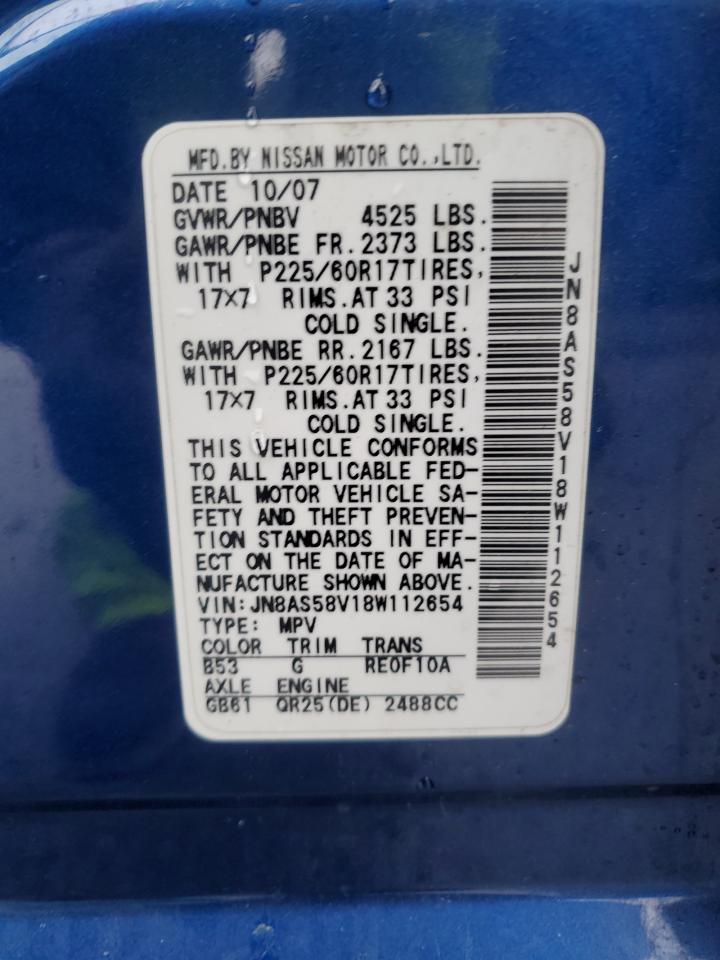 MFD.BY NISSAN MOTOR CO.,LTD.
DATE 10/07
GVWR/PNBV 4525 LBS.
GAWR/PNBE FR.2373 LBS.
WITH P225/60R17TIRES,
17X7 RIMS.AT 33 PSI
COLD SINGLE.
GAWR/PNBE RR.2167 LBS.
WITH P225/60R17TIRES,
17X7 RIMS.AT 33 PSI
COLD SINGLE.
THIS VEHICLE CONFORMS
TO ALL APPLICABLE FED-
ERAL MOTOR VEHICLE SA-
FETY AND THEFT PREVEN-
TION STANDARDS IN EFF-
ECT ON THE DATE OF MA-
NUFACTURE SHOWN ABOVE.
VIN:JN8AS58V18W112654
TYPE: MPV
COLOR TRIM TRANS
B53 G RE0F10A
AXLE ENGINE
GB61 QR25(DE) 2488CC
JN8AS58V18W112654